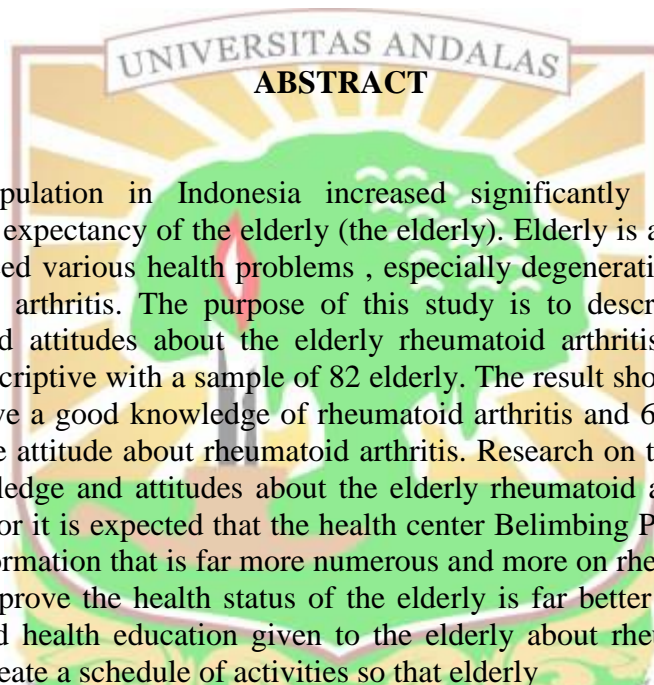 UNIVERSITAS ANDALAS
ABSTRACT
pulation in Indonesia increased significantly
expectancy of the elderly (the elderly). Elderly is a
ed various health problems , especially degenerati
arthritis. The purpose of this study is to descr
d attitudes about the elderly rheumatoid arthritis
criptive with a sample of 82 elderly. The result sho
ve a good knowledge of rheumatoid arthritis and 6
e attitude about rheumatoid arthritis. Research on t
ledge and attitudes about the elderly rheumatoid a
or it is expected that the health center Belimbing P
ormation that is far more numerous and more on rhe
prove the health status of the elderly is far better
d health education given to the elderly about rheu
eate a schedule of activities so that elderly